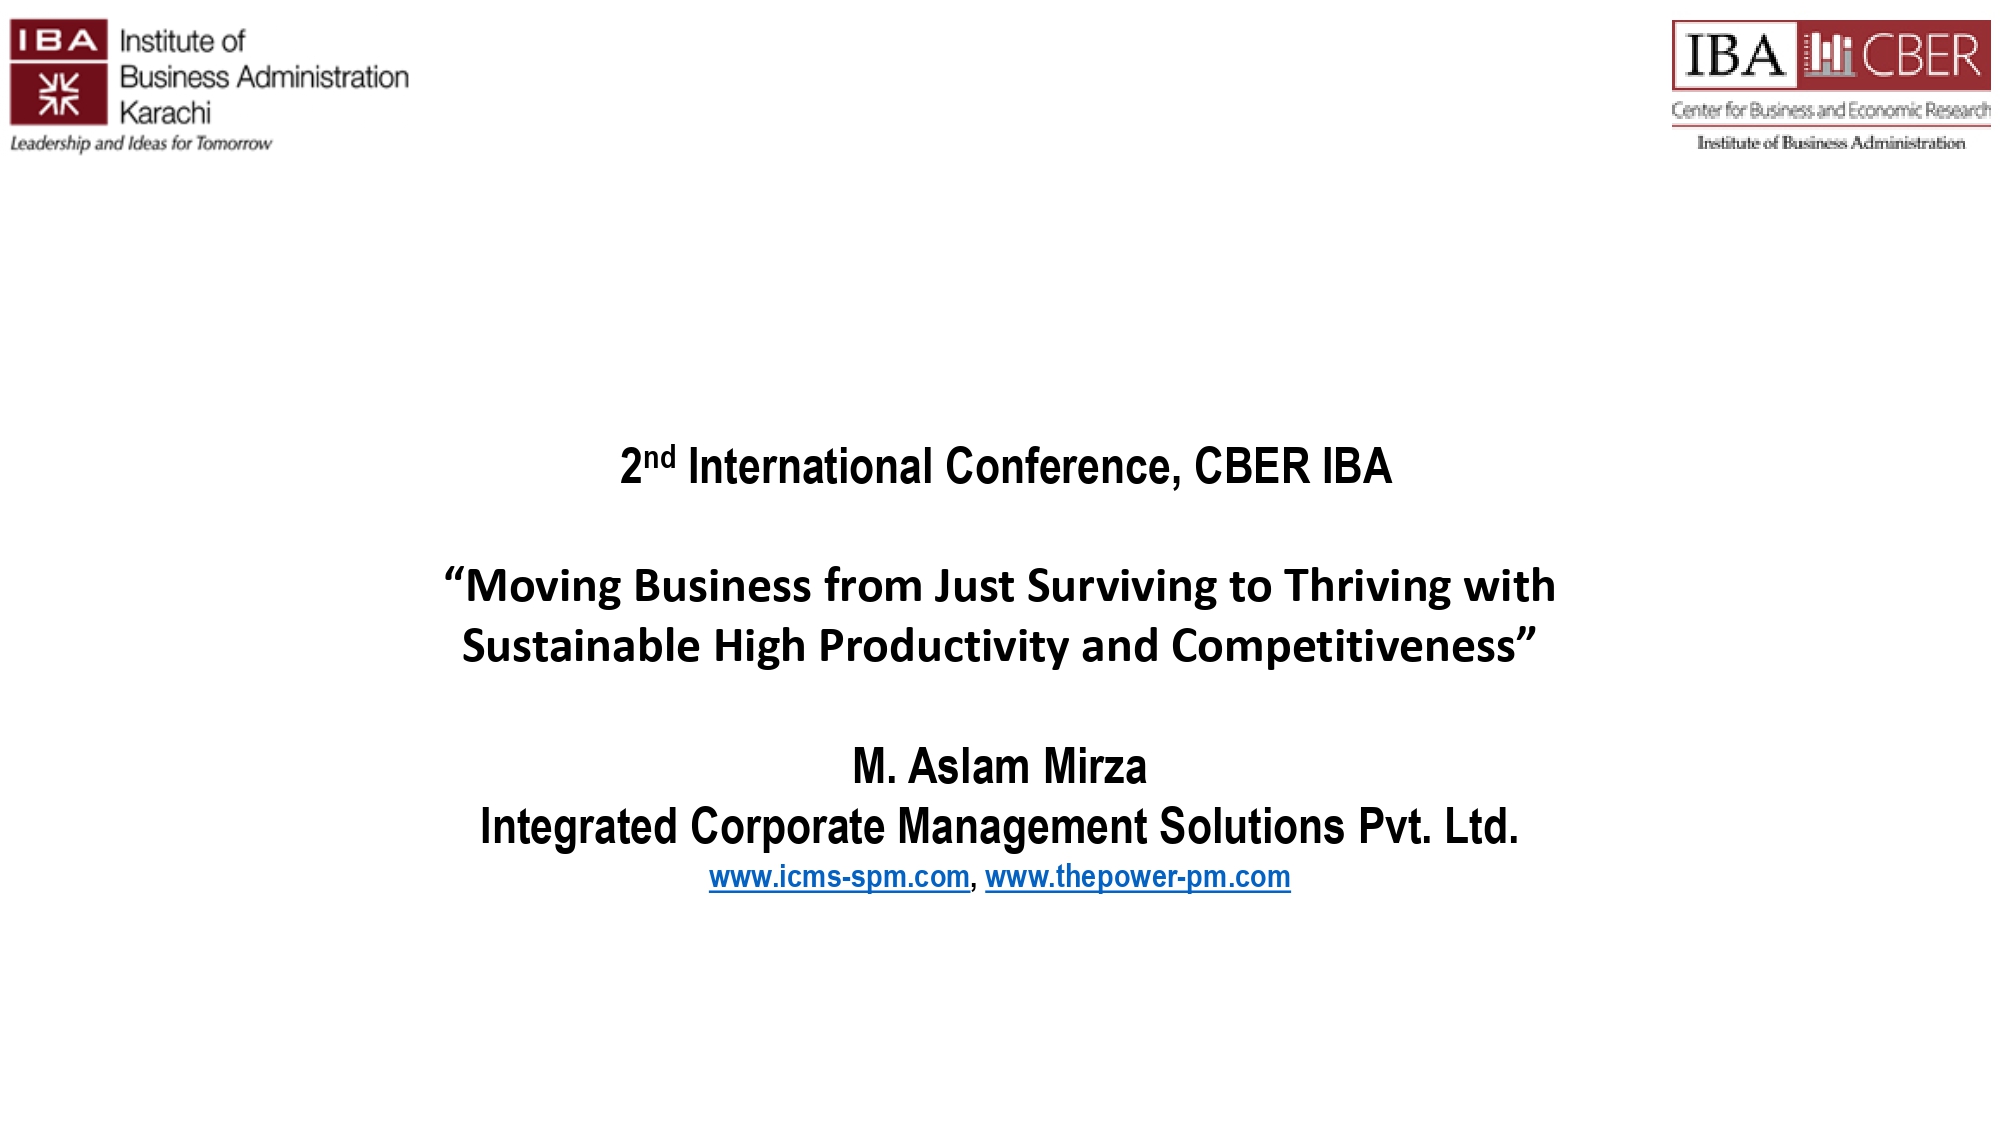 IBA Institute of
Business Administration
Karachi
Leadership and Ideas for Tomorrow
IBA CBER
Center for Business and Economic Research
Institute of Business Administration
2nd International Conference, CBER IBA
“Moving Business from Just Surviving to Thriving with
Sustainable High Productivity and Competitiveness”
M. Aslam Mirza
Integrated Corporate Management Solutions Pvt. Ltd.
www.icms-spm.com, www.thepower-pm.com